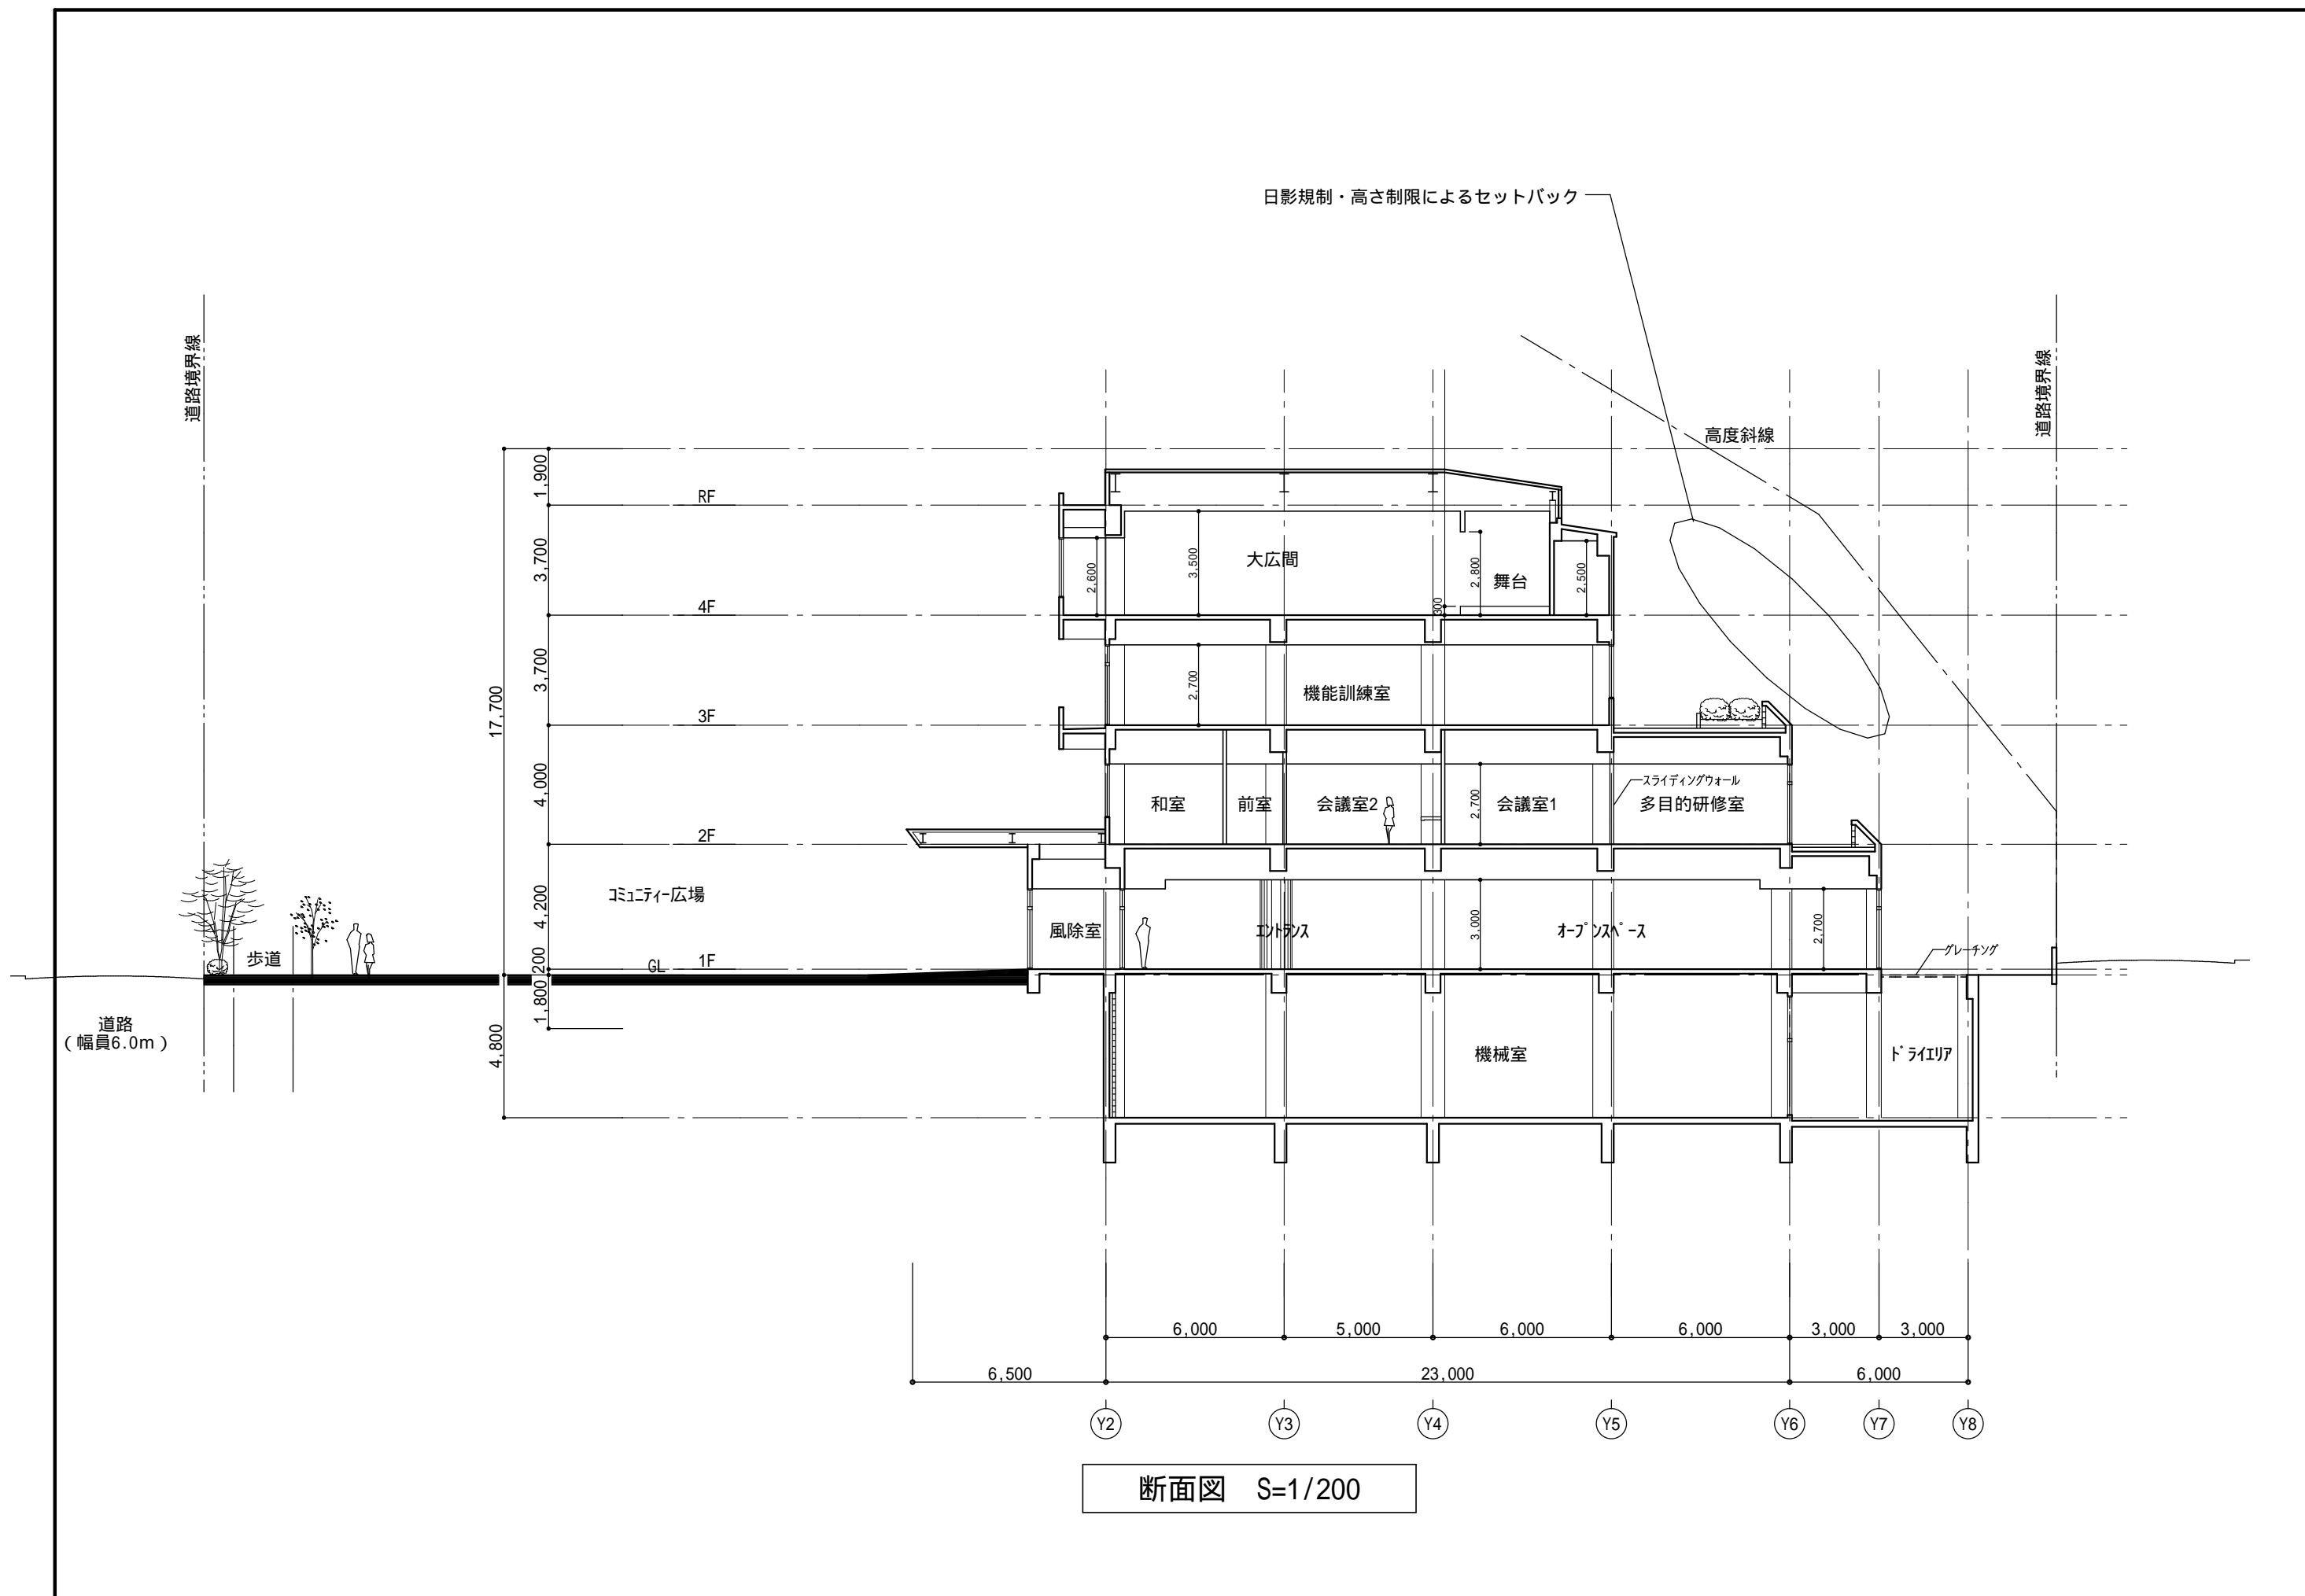 日影規制・高さ制限によるセットバック
道路境界線
道路境界線
高度斜線
1,900
RF
3,700
2,600
3,500
大広間
2,800
舞台
2,500
300
4F
3,700
2,700
機能訓練室
17,700
3F
4,000
和室
前室
会議室2
2,700
会議室1
スライディングウォール
多目的研修室
2F
コミュニティー広場
4,200
風除室
エントランス
3,000
オープンスペース
2,700
グレーチング
歩道
200
GL
1F
1,800
道路
(幅員6.0m)
4,800
機械室
ドライエリア
6,000
5,000
6,000
6,000
3,000
3,000
6,500
23,000
6,000
Y2
Y3
Y4
Y5
Y6
Y7
Y8
断面図 S=1/200